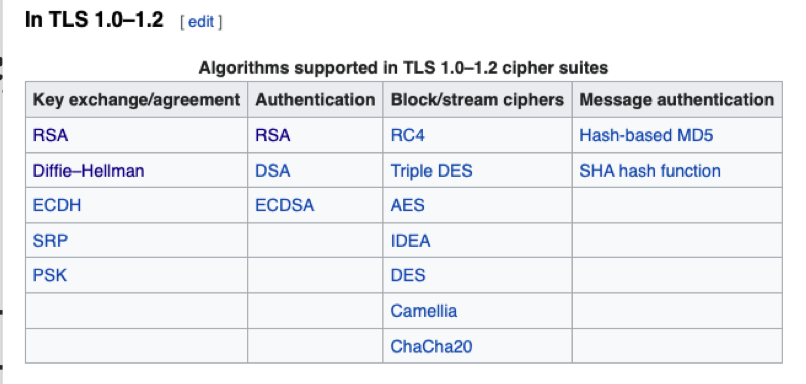 In TLS 1.0–1.2 [ edit ]
Algorithms supported in TLS 1.0–1.2 cipher suites
Key exchange/agreement Authentication Block/stream ciphers Message authentication
RSA RSA RC4 Hash-based MD5
Diffie–Hellman DSA Triple DES SHA hash function
ECDH ECDSA AES
SRP IDEA
PSK DES
Camellia
ChaCha20